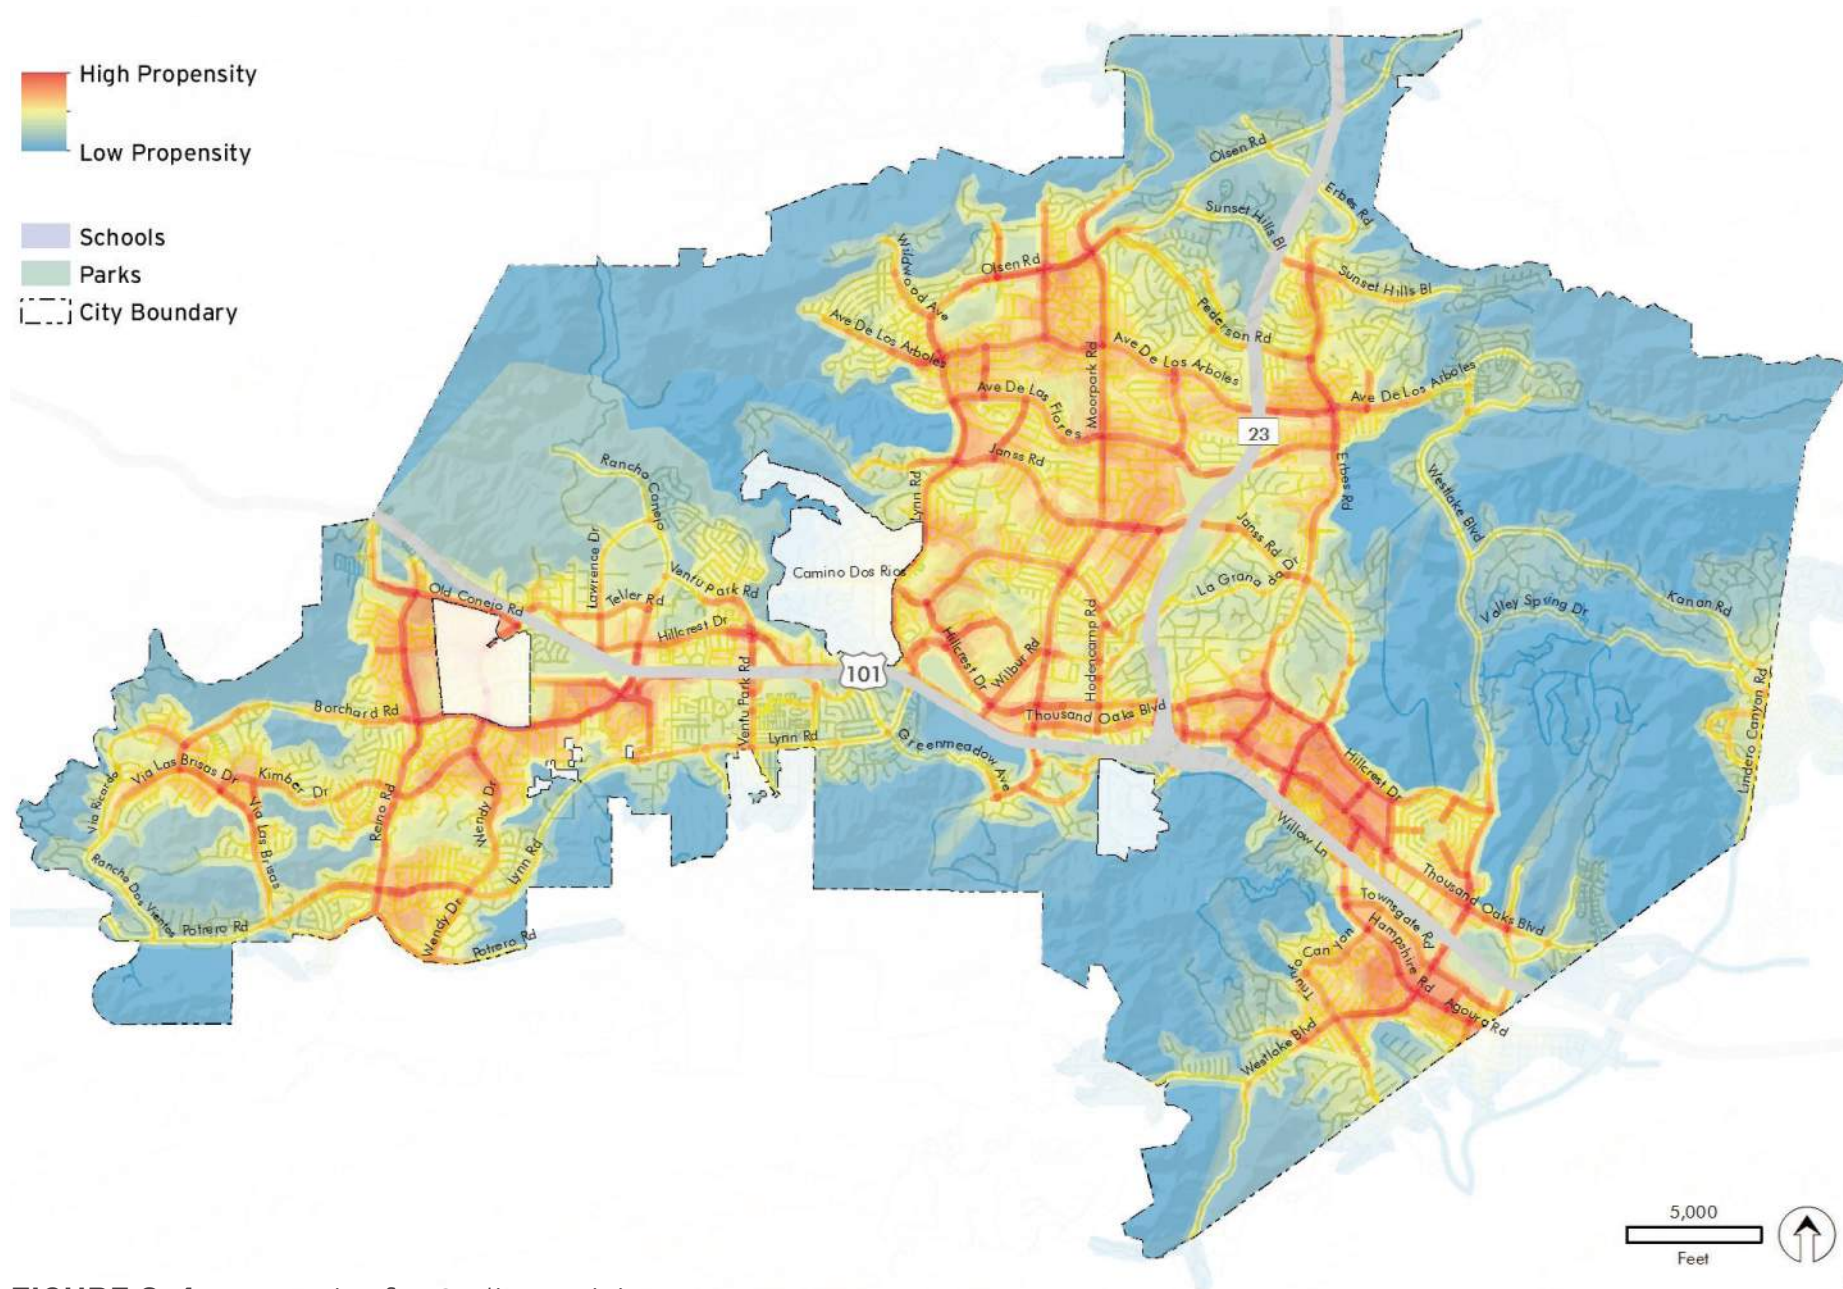 High Propensity
Low Propensity
Schools
Parks
City Boundary
Olsen Rd
Erbes Rd
Sunset Hills Bl
Wildwood Ave
Olsen Rd
Sunset Hills Bl
Pederson Rd
Ave De Los Arboles
Moorpark Rd
Ave De Los Arboles
Ave De Los Arboles
Ave De Las Flores
23
Janss Rd
Rancho Conejo
Lynn Rd
Erbes Rd
Westlake Blvd
Lawrence Dr
Janss Rd
Camino Dos Rios
La Grana da Dr
Ventu Park Rd
Old Conejo Rd
Teller Rd
Kanan Rd
Valley Spring Dr
Hillcrest Dr
Hillcrest Dr
Wilbur Rd
Hodencamp Rd
101
Ventu Park Rd
Lindero Canyon Rd
Borchard Rd
Thousand Oaks Blvd
Lynn Rd
Greenmeadow Ave
Via Ricardo
Via Las Brisas Dr
Kimber Dr
Hillcrest Dr
Reino Rd
Wendy Dr
Via Las Brisas
Willow Ln
Lynn Rd
Rancho Dos Vientos
Thousand Oaks Blvd
Townsgate Rd
Potrero Rd
Wendy Dr
Potrero Rd
Hampshire Rd
Can yon
Agoura Rd
Westlake Blvd
5,000
Feet